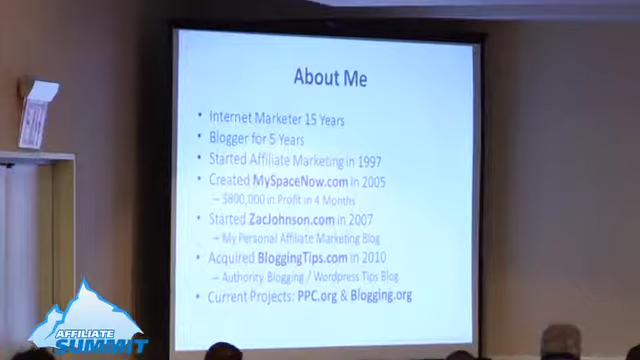 About Me
• Internet Marketer 15 Years
• Blogger for 5 Years
• Started Affiliate Marketing in 1997
• Created MySpaceNow.com in 2005
– $800,000 in Profit in 4 Months
• Started ZacJohnson.com in 2007
– My Personal Affiliate Marketing Blog
• Acquired BloggingTips.com in 2010
– Authority Blogging / Wordpress Tips Blog
• Current Projects: PPC.org & Blogging.org
AFFILIATE
SUMMIT